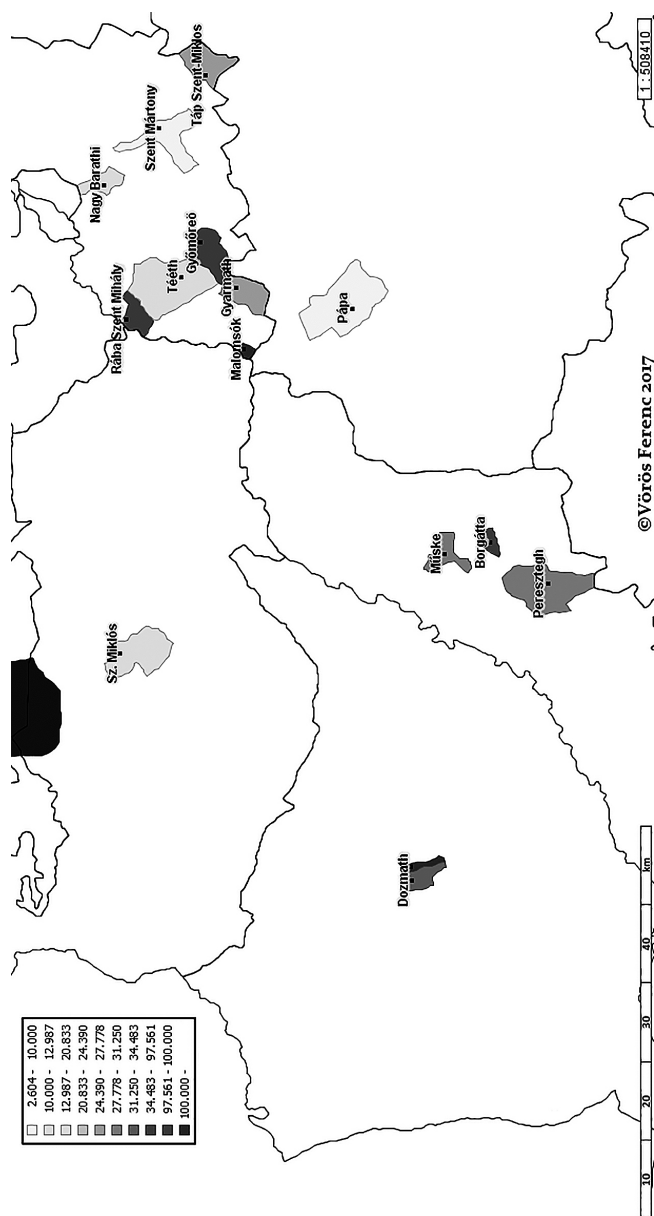 2.604 - 10.000
10.000 - 12.987
12.987 - 20.833
20.833 - 24.390
24.390 - 27.778
27.778 - 31.250
31.250 - 34.483
34.483 - 97.561
97.561 - 100.000
100.000 -
Nagy Barathi
Sz. Miklós
Rába Szent Mihály
Szent Mártony
Tééth
Gyömöreö
Táp Szent-Miklos
Gyarmath
Malomsók
Pápa
Dozmath
Müske
Borgátta
Peresztegh
10 20 30 40 km
©Vörös Ferenc 2017
1 : 508410